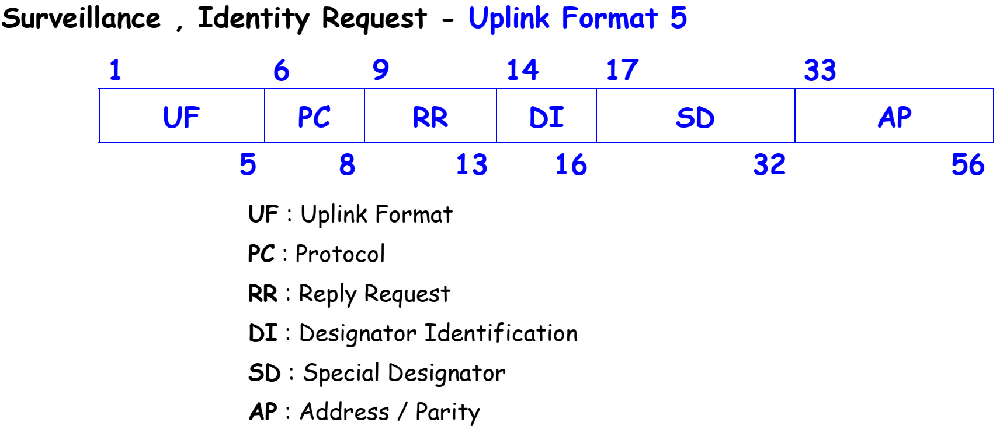 Surveillance , Identity Request - Uplink Format 5
1 6 9 14 17 33
UF PC RR DI SD AP
5 8 13 16 32 56
UF : Uplink Format
PC : Protocol
RR : Reply Request
DI : Designator Identification
SD : Special Designator
AP : Address / Parity